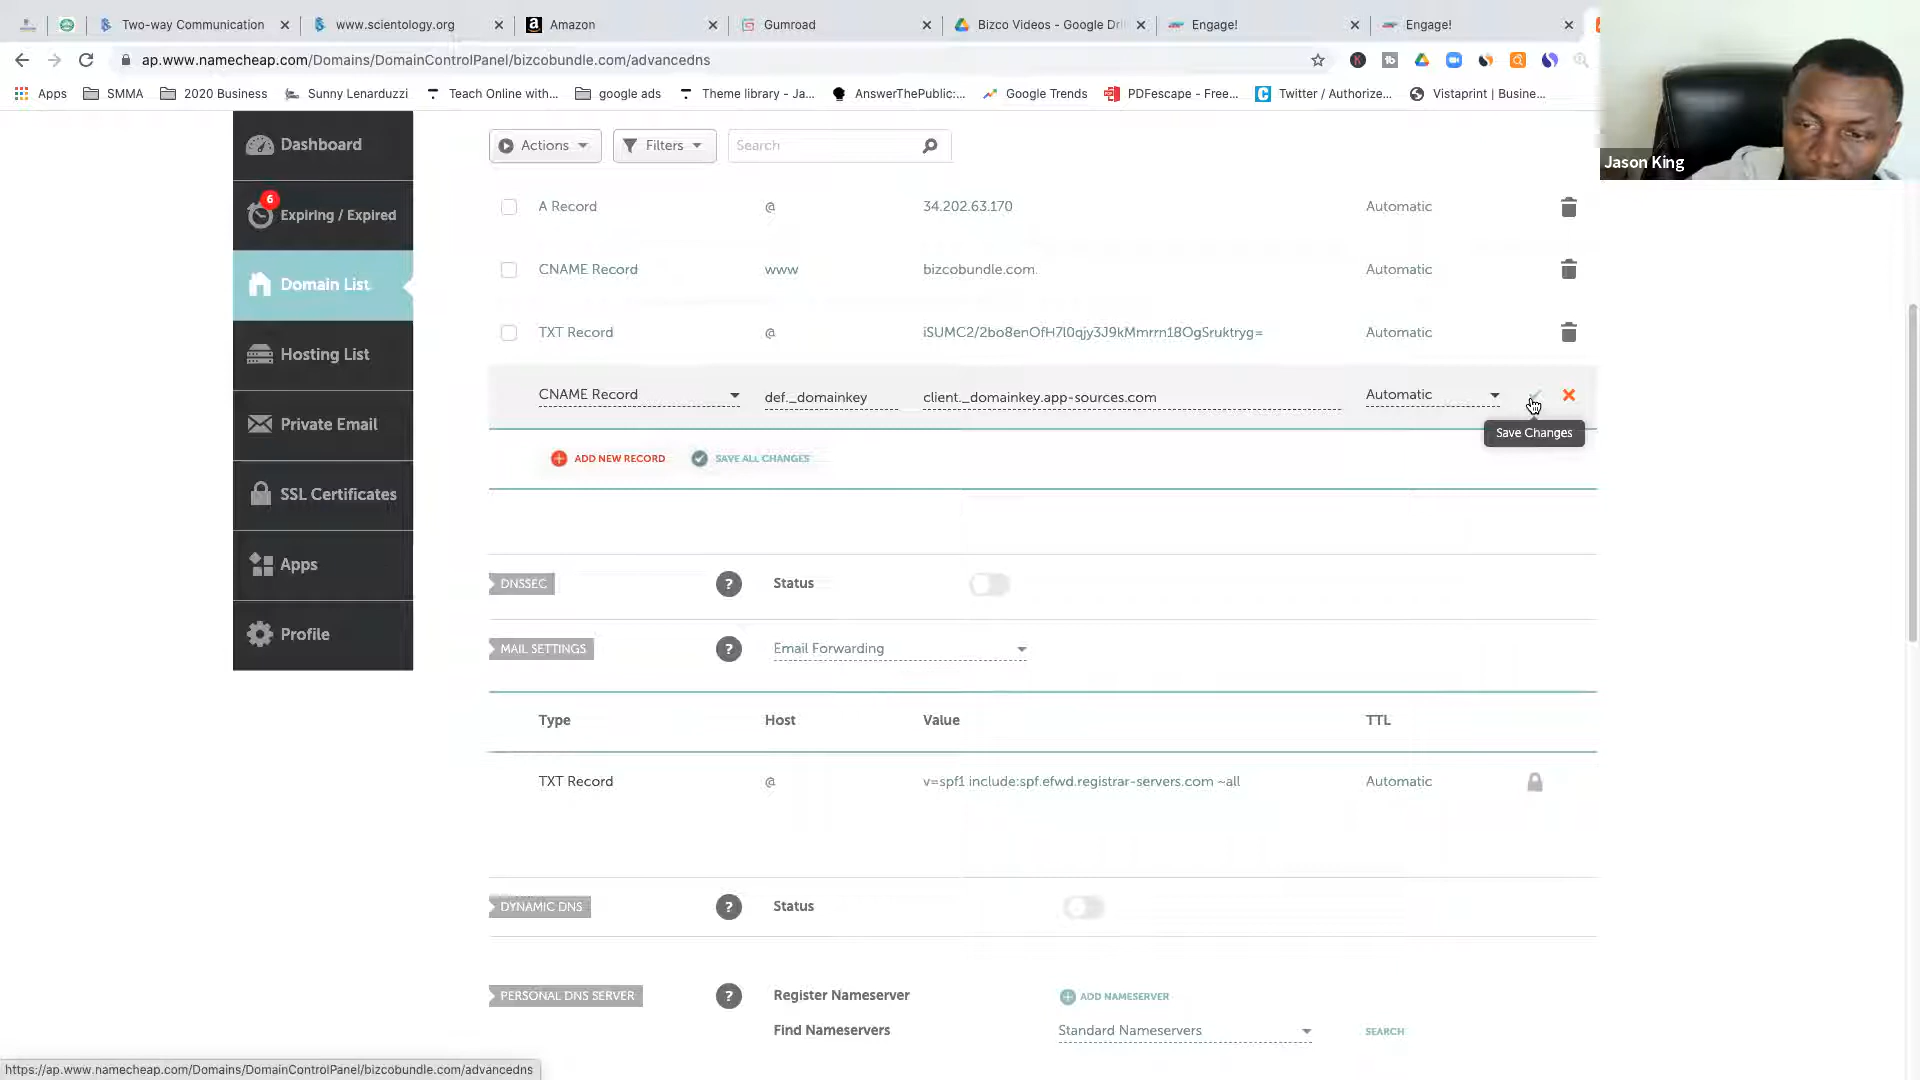 Two-way Communication
www.scientology.org
Amazon
Gumroad
Bizco Videos - Google Dri
Engage!
Engage!
ap.www.namecheap.com/Domains/DomainControlPanel/bizcobundle.com/advancedns
Apps
SMMA
2020 Business
Sunny Lenarduzzi
Teach Online with...
google ads
Theme library - Ja...
AnswerThePublic:...
Google Trends
PDFescape - Free...
Twitter / Authorize...
Vistaprint | Busine...
Jason King
Dashboard
6
Expiring / Expired
Domain List
Hosting List
Private Email
SSL Certificates
Apps
Profile
Actions
Filters
Search
A Record @ 34.202.63.170 Automatic
CNAME Record www bizcobundle.com. Automatic
TXT Record @ iSUMC2/2bo8enOfH7l0qjy3J9kMmrrn18OgSruktryg= Automatic
CNAME Record def._domainkey client._domainkey.app-sources.com Automatic
Save Changes
ADD NEW RECORD
SAVE ALL CHANGES
DNSSEC ? Status
MAIL SETTINGS ? Email Forwarding
Type Host Value TTL
TXT Record @ v=spf1 include:spf.efwd.registrar-servers.com ~all Automatic
DYNAMIC DNS ? Status
PERSONAL DNS SERVER ? Register Nameserver ADD NAMESERVER
Find Nameservers Standard Nameservers SEARCH
https://ap.www.namecheap.com/Domains/DomainControlPanel/bizcobundle.com/advancedns